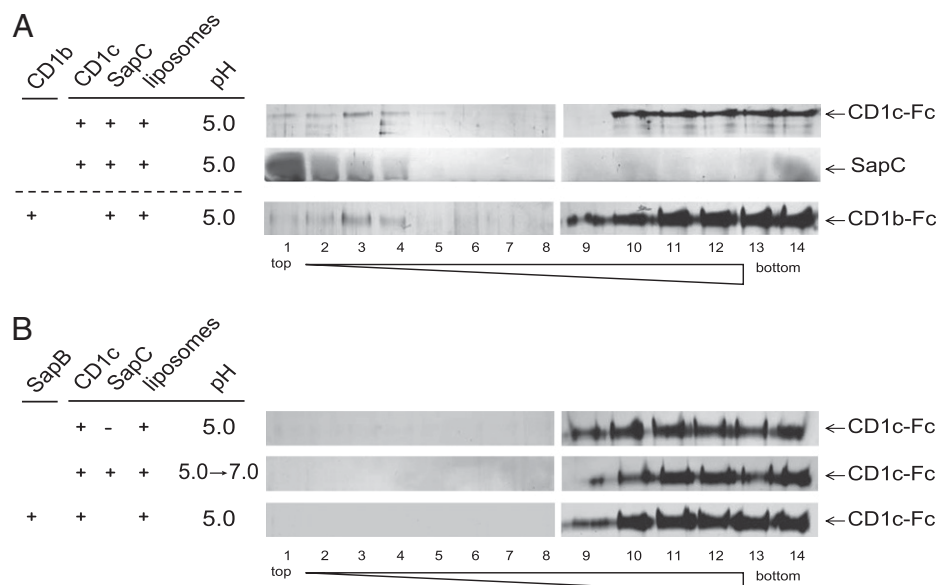 A
CD1b CD1c SapC liposomes pH
+ + + 5.0 ←CD1c-Fc
+ + + 5.0 ←SapC
+ + + 5.0 ←CD1b-Fc
1 2 3 4 5 6 7 8 9 10 11 12 13 14
top bottom
B
SapB CD1c SapC liposomes pH
+ - + 5.0 ←CD1c-Fc
+ + + 5.0→7.0 ←CD1c-Fc
+ + + 5.0 ←CD1c-Fc
1 2 3 4 5 6 7 8 9 10 11 12 13 14
top bottom